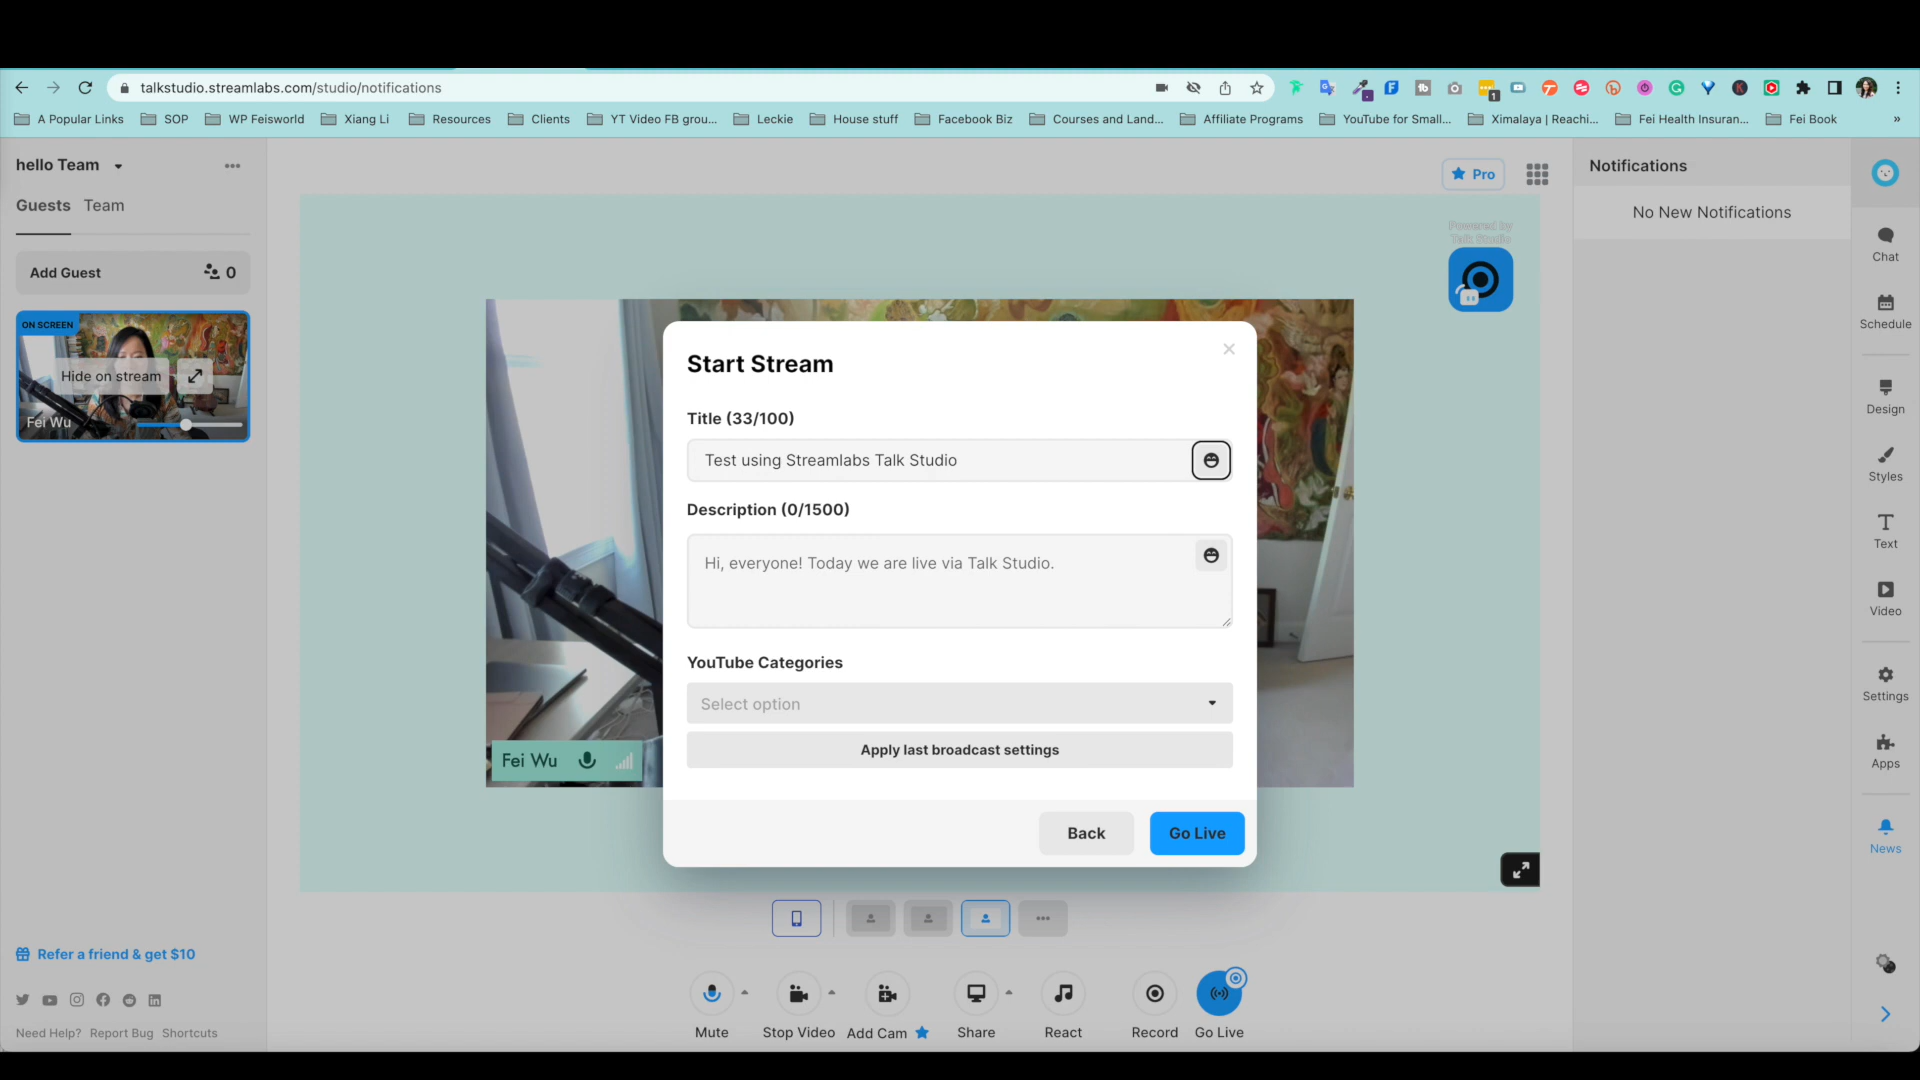 talkstudio.streamlabs.com/studio/notifications
A Popular Links SOP WP Feisworld Xiang Li Resources Clients YT Video FB grou... Leckie House stuff Facebook Biz Courses and Land... Affiliate Programs YouTube for Small... Ximalaya | Reachi... Fei Health Insuran... Fei Book »
hello Team
Guests Team
Add Guest 0
ON SCREEN
Hide on stream
Fei Wu
Refer a friend & get $10
Need Help? Report Bug Shortcuts
Pro
Powered by
Talk Studio
Start Stream
Title (33/100)
Test using Streamlabs Talk Studio
Description (0/1500)
Hi, everyone! Today we are live via Talk Studio.
YouTube Categories
Select option
Apply last broadcast settings
Back Go Live
Fei Wu
Mute Stop Video Add Cam Share React Record Go Live
Notifications
No New Notifications
Chat
Schedule
Design
Styles
Text
Video
Settings
Apps
News